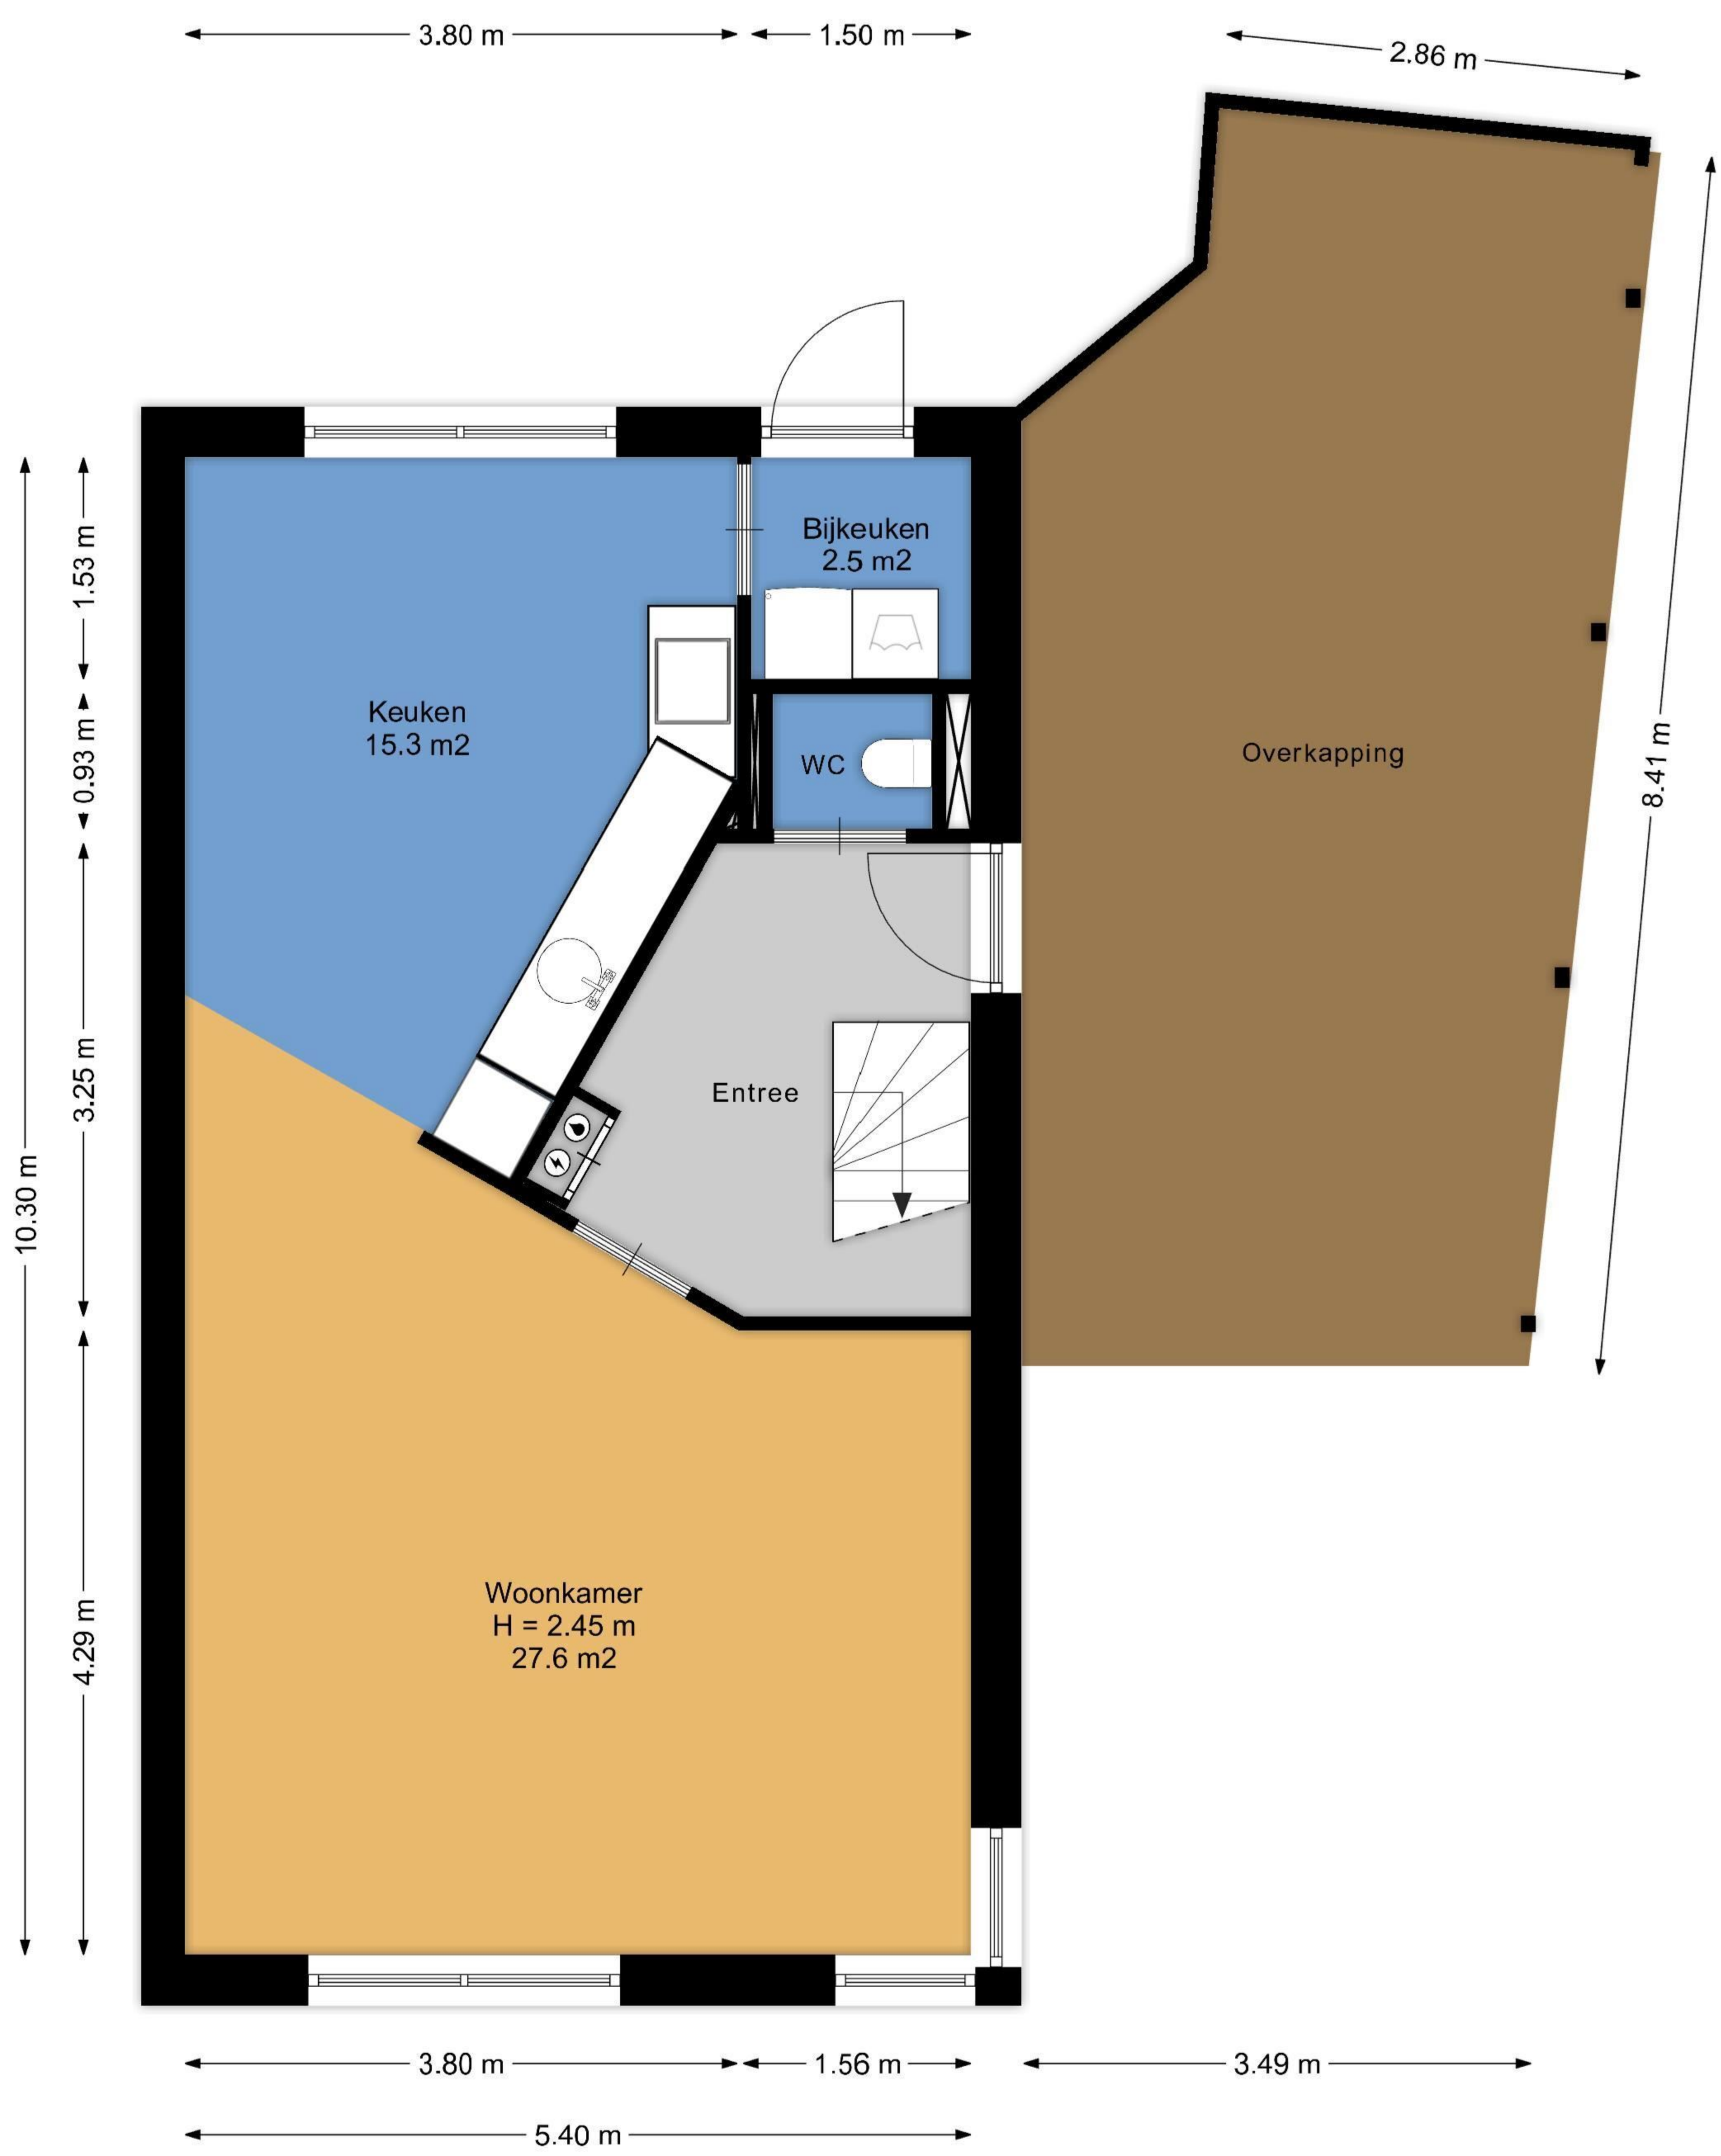 3.80 m
1.50 m
2.86 m
1.53 m
Bijkeuken
2.5 m2
Keuken
15.3 m2
0.93 m
WC
Overkapping
8.41 m
3.25 m
Entree
10.30 m
4.29 m
Woonkamer
H = 2.45 m
27.6 m2
3.80 m
1.56 m
3.49 m
5.40 m